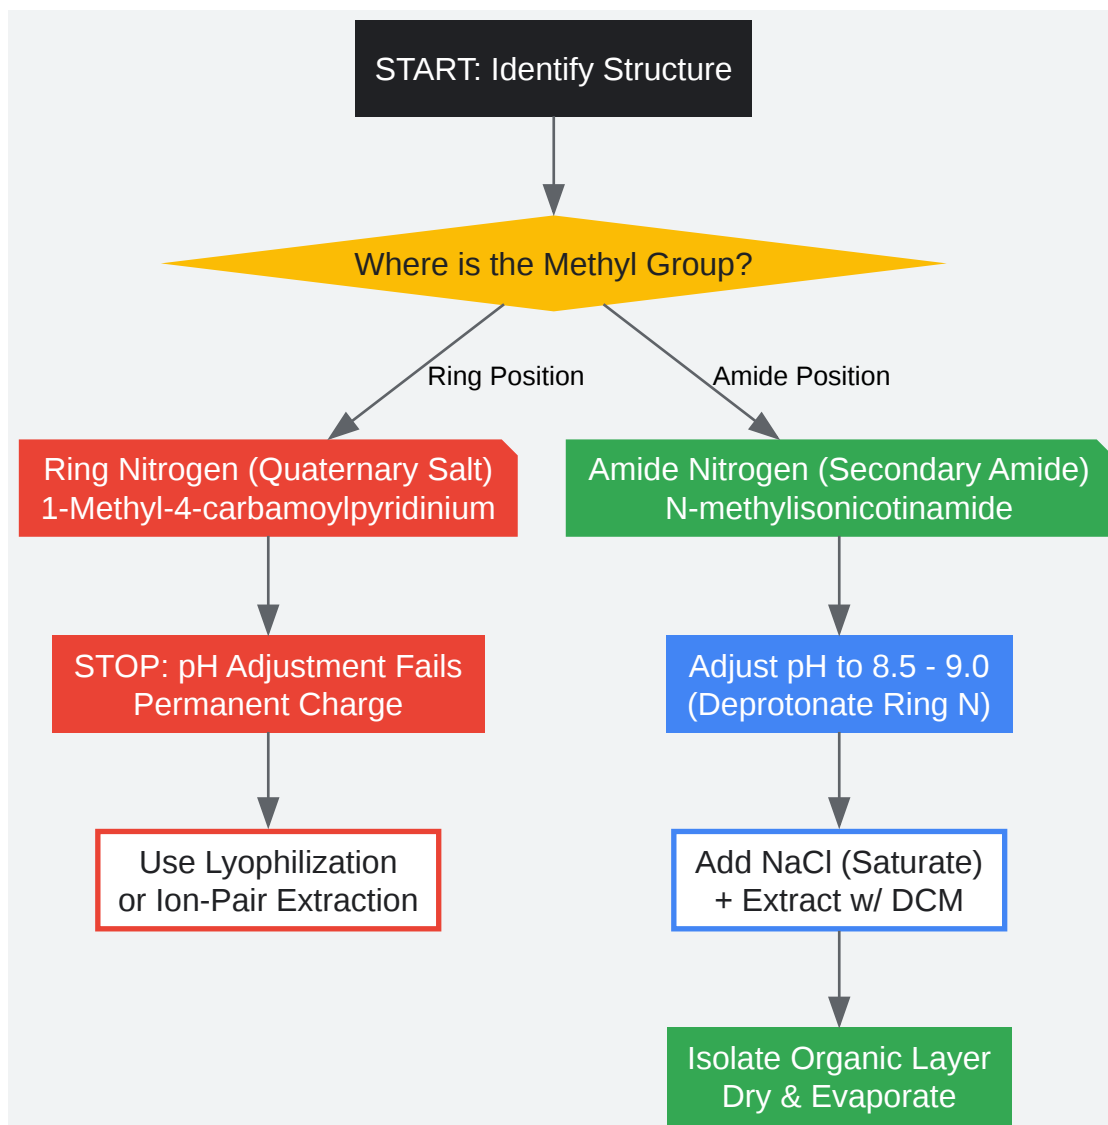 START: Identify Structure
Where is the Methyl Group?
Ring Position
Amide Position
Ring Nitrogen (Quaternary Salt)
1-Methyl-4-carbamoylpyridinium
Amide Nitrogen (Secondary Amide)
N-methylisonicotinamide
STOP: pH Adjustment Fails
Permanent Charge
Adjust pH to 8.5 - 9.0
(Deprotonate Ring N)
Use Lyophilization
or Ion-Pair Extraction
Add NaCl (Saturate)
+ Extract w/ DCM
Isolate Organic Layer
Dry & Evaporate